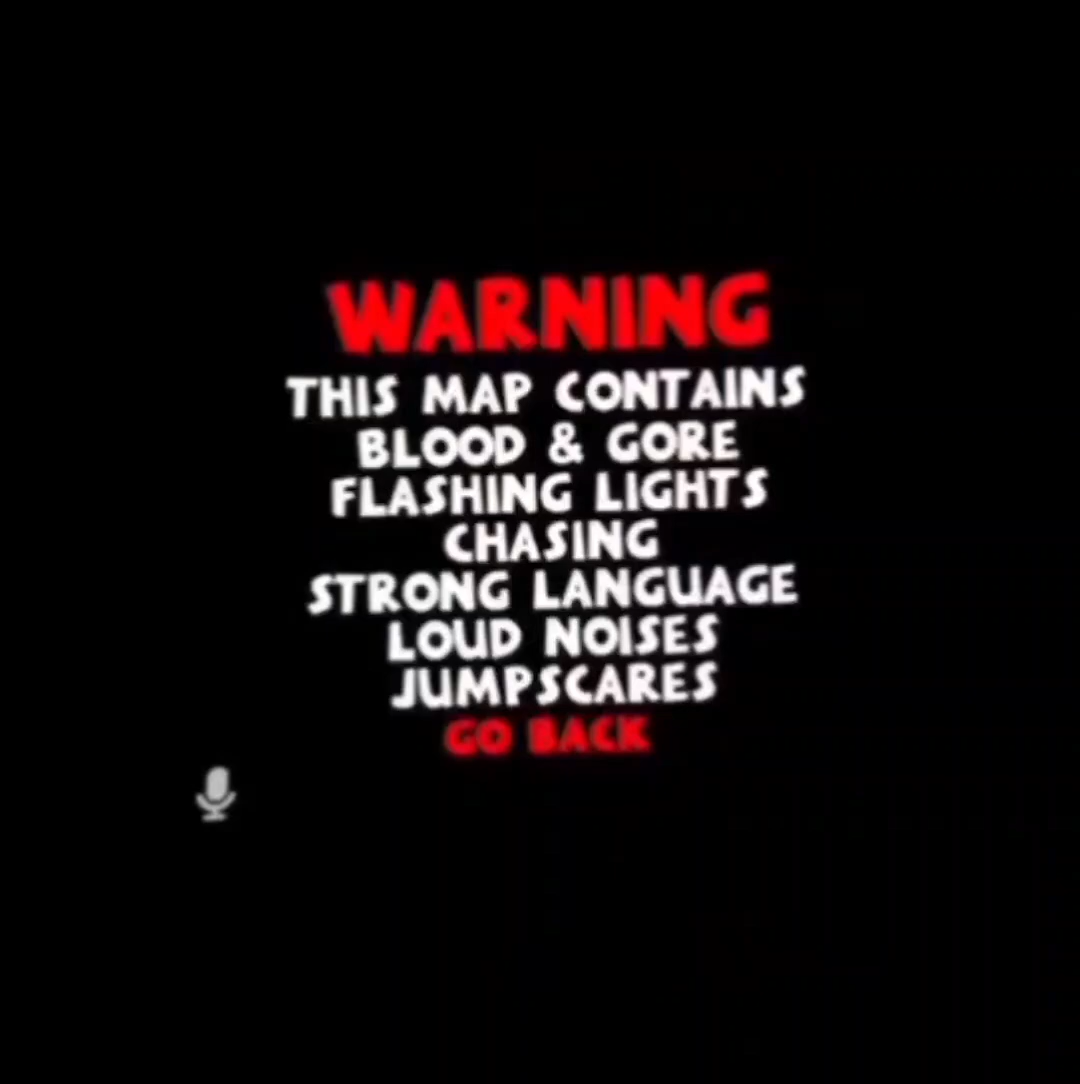 WARNING
THIS MAP CONTAINS
BLOOD & GORE
FLASHING LIGHTS
CHASING
STRONG LANGUAGE
LOUD NOISES
JUMPSCARES
GO BACK